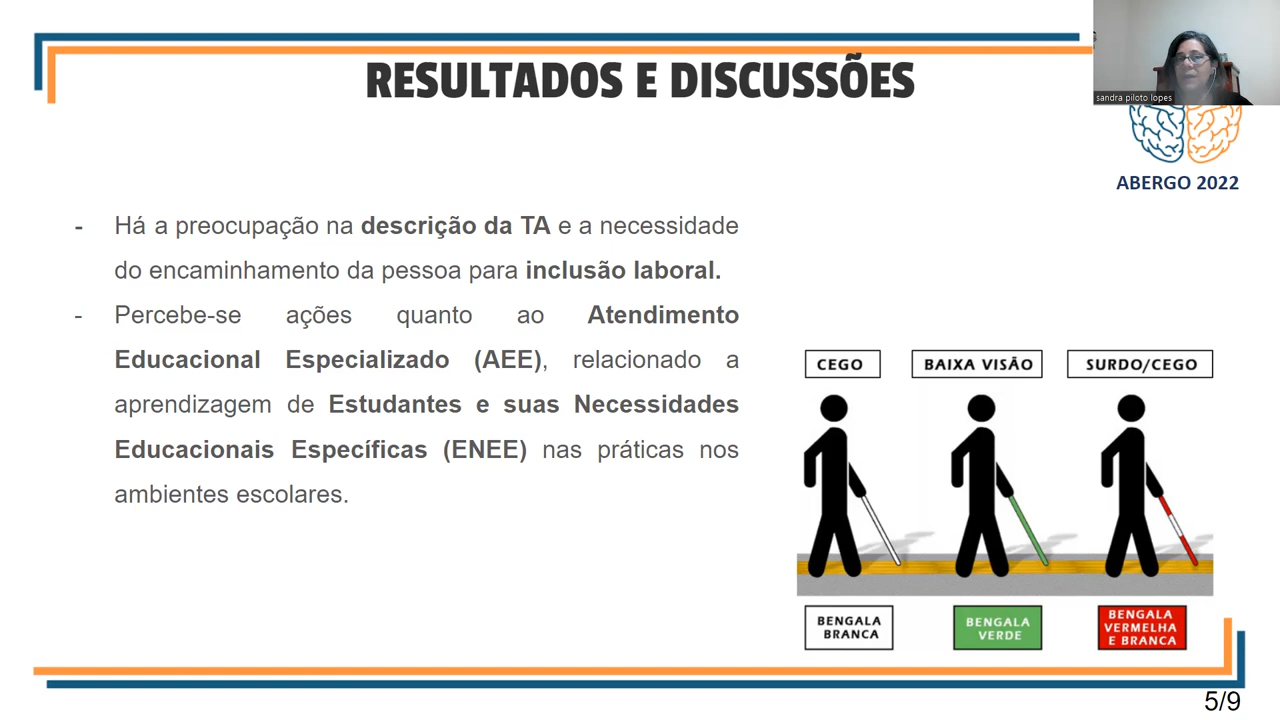 RESULTADOS E DISCUSSÕES
sandra piloto lopes
ABERGO 2022
- Há a preocupação na descrição da TA e a necessidade
do encaminhamento da pessoa para inclusão laboral.
- Percebe-se ações quanto ao Atendimento
Educacional Especializado (AEE), relacionado a
aprendizagem de Estudantes e suas Necessidades
Educacionais Específicas (ENEE) nas práticas nos
ambientes escolares.
CEGO
BAIXA VISÃO
SURDO/CEGO
BENGALA
BRANCA
BENGALA
VERDE
BENGALA
VERMELHA
E BRANCA
5/9